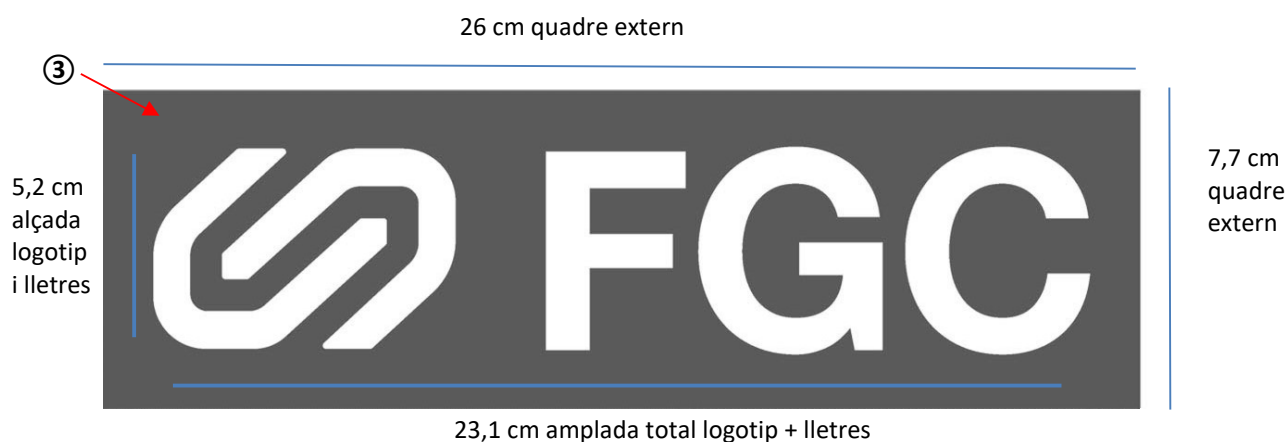 26 cm quadre extern
③
5,2 cm
alçada
logotip
i lletres
FGC
7,7 cm
quadre
extern
23,1 cm amplada total logotip + lletres